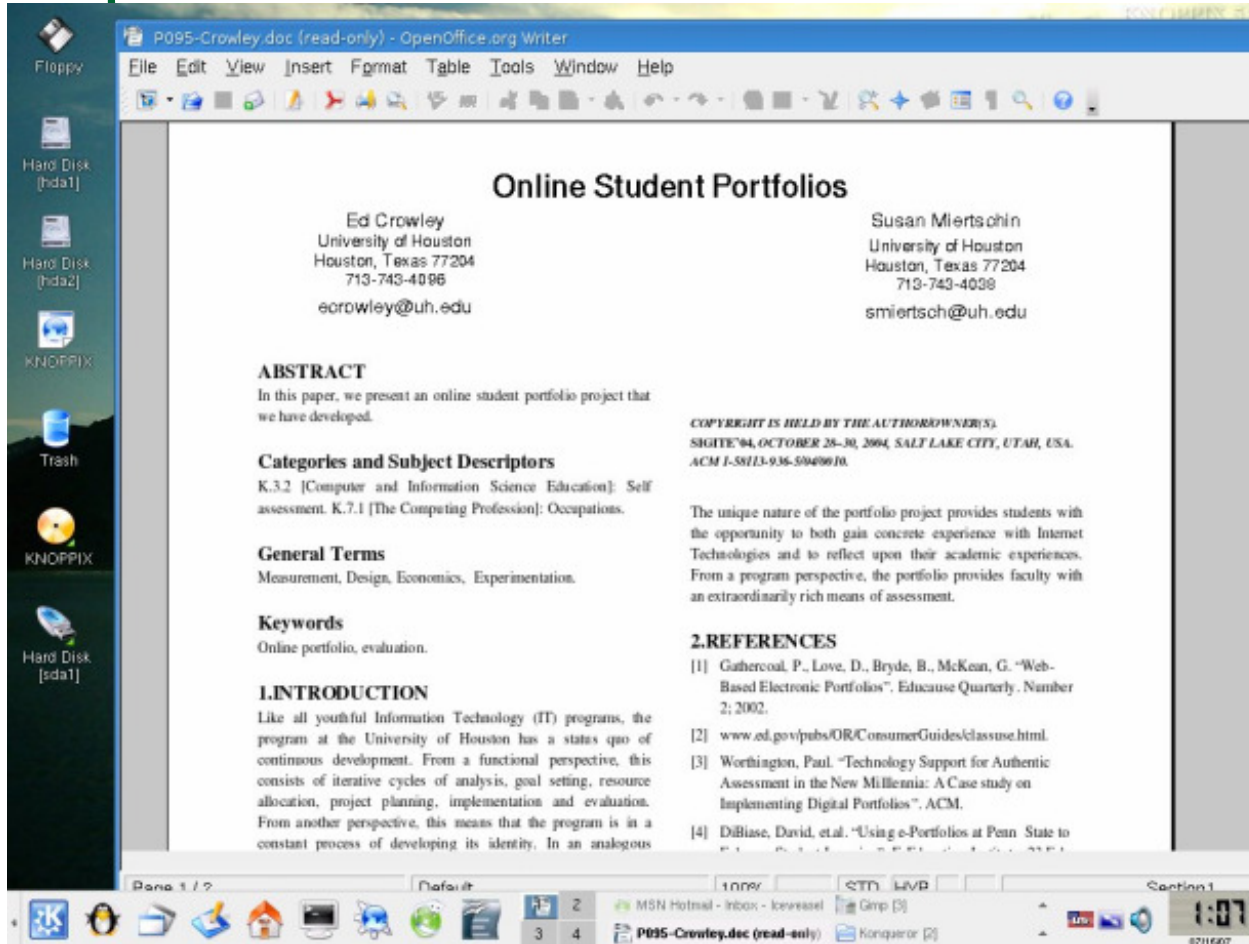 Floppy
Hard Disk
[hda1]
Hard Disk
[hda2]
KNOPPIX
Trash
KNOPPIX
Hard Disk
[sda1]
P095-Crowley.doc (read-only) - OpenOffice.org Writer
File Edit View Insert Format Table Tools Window Help
Online Student Portfolios
Ed Crowley
University of Houston
Houston, Texas 77204
713-743-4096
ecrowley@uh.edu
Susan Miertschin
University of Houston
Houston, Texas 77204
713-743-4038
smiertsch@uh.edu
ABSTRACT
In this paper, we present an online student portfolio project that
we have developed.
Categories and Subject Descriptors
K.3.2 [Computer and Information Science Education]: Self
assessment. K.7.1 [The Computing Profession]: Occupations.
General Terms
Measurement, Design, Economics, Experimentation.
Keywords
Online portfolio, evaluation.
1.INTRODUCTION
Like all youthful Information Technology (IT) programs, the
program at the University of Houston has a status quo of
continuous development. From a functional perspective, this
consists of iterative cycles of analysis, goal setting, resource
allocation, project planning, implementation and evaluation.
From another perspective, this means that the program is in a
constant process of developing its identity. In an analogous
COPYRIGHT IS HELD BY THE AUTHOR/OWNER(S).
SIGITE'04, OCTOBER 28–30, 2004, SALT LAKE CITY, UTAH, USA.
ACM 1-58113-936-5/04/0010.
The unique nature of the portfolio project provides students with
the opportunity to both gain concrete experience with Internet
Technologies and to reflect upon their academic experiences.
From a program perspective, the portfolio provides faculty with
an extraordinarily rich means of assessment.
2.REFERENCES
[1] Gathercoal, P., Love, D., Bryde, B., McKean, G. “Web-
Based Electronic Portfolios”. Educause Quarterly. Number
2; 2002.
[2] www.ed.gov/pubs/OR/ConsumerGuides/classuse.html.
[3] Worthington, Paul. “Technology Support for Authentic
Assessment in the New Milllennia: A Case study on
Implementing Digital Portfolios”. ACM.
[4] DiBiase, David, et.al. “Using e-Portfolios at Penn State to
Page 1 / 2 Default 100% STD HYP Section1
2
3 4
MSN Hotmail - Inbox - Iceweasel
Gimp [3]
P095-Crowley.doc (read-only)
Konqueror [2]
1:07